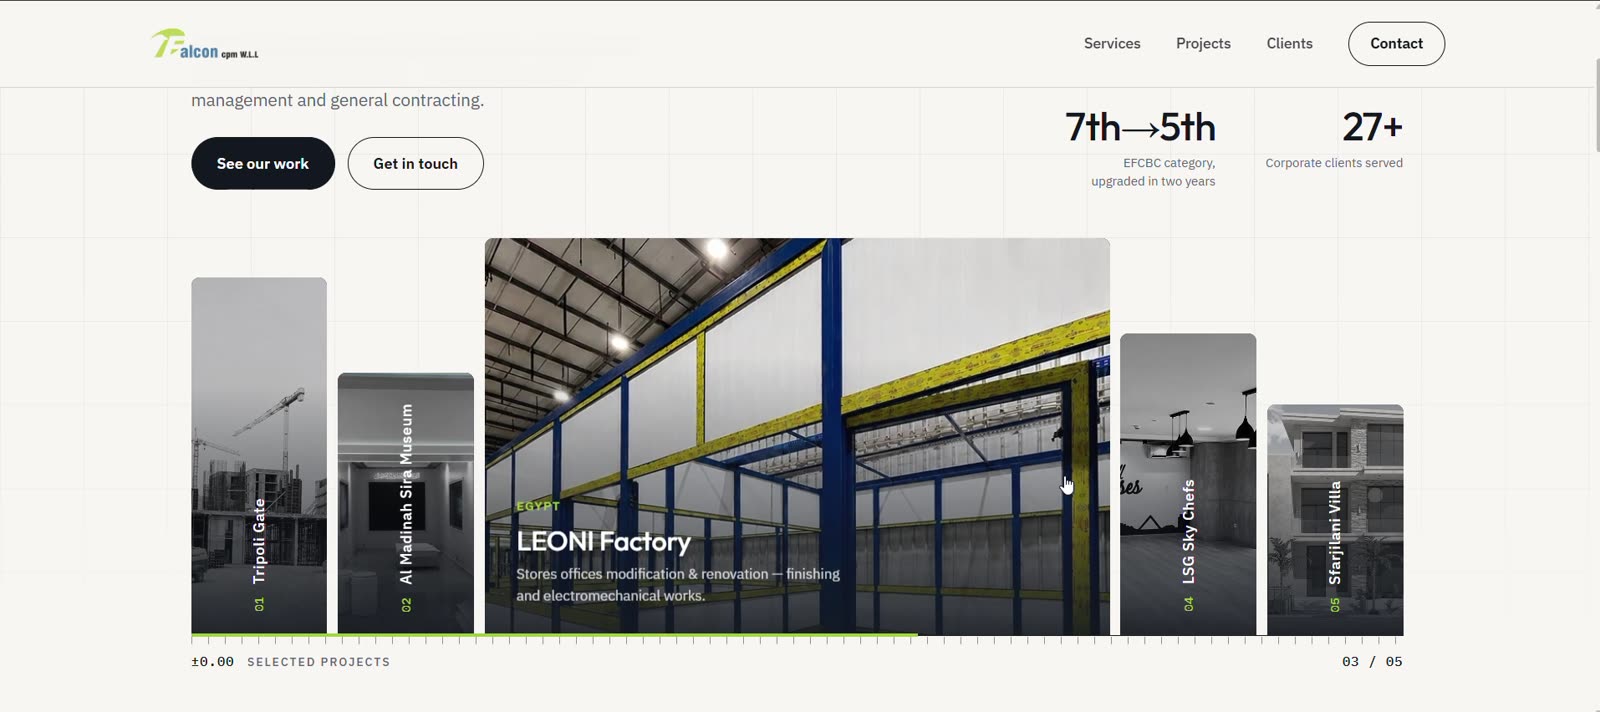 Falcon cpm W.L.L
Services
Projects
Clients
Contact
management and general contracting.
See our work
Get in touch
7th→5th
EFCBC category,
upgraded in two years
27+
Corporate clients served
01 Tripoli Gate
02 Al Madinah Sira Museum
EGYPT
LEONI Factory
Stores offices modification & renovation — finishing
and electromechanical works.
04 LSG Sky Chefs
05 Sfarjilani Villa
±0.00 SELECTED PROJECTS
03 / 05